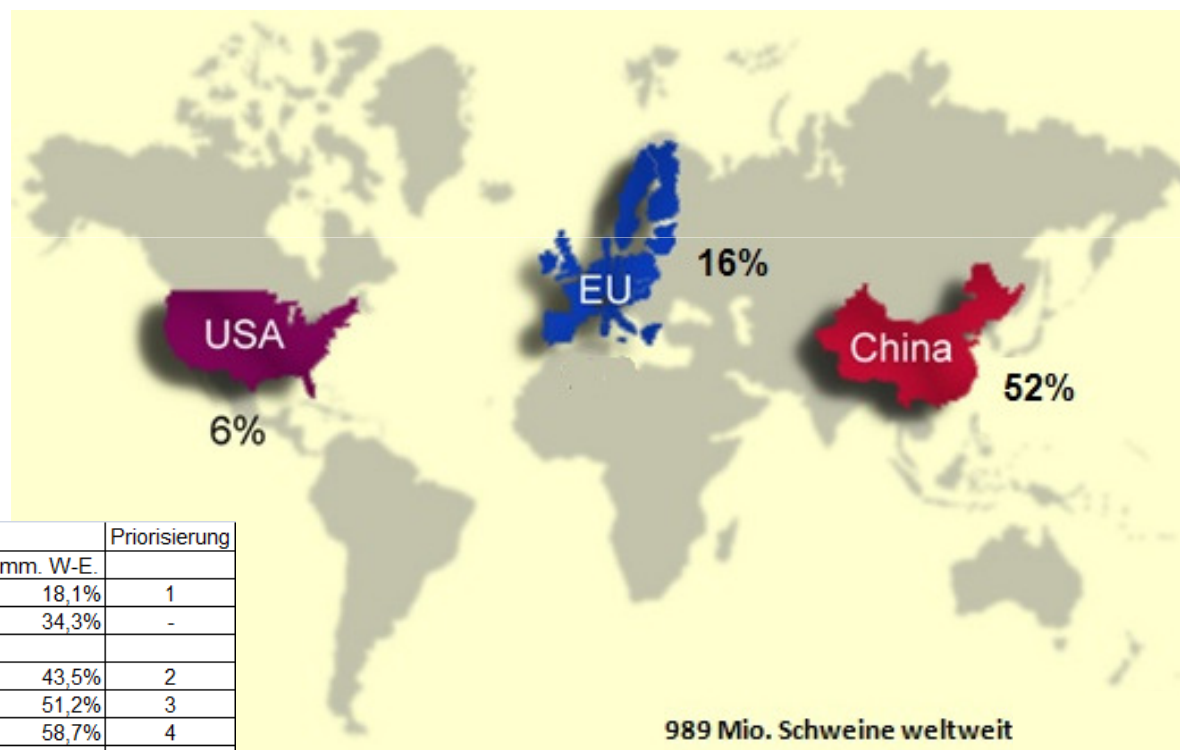 16%
EU
USA
China
52%
6%
Priorisierung
mm. W-E.
18,1% 1
34,3% -
43,5% 2
51,2% 3
58,7% 4
989 Mio. Schweine weltweit